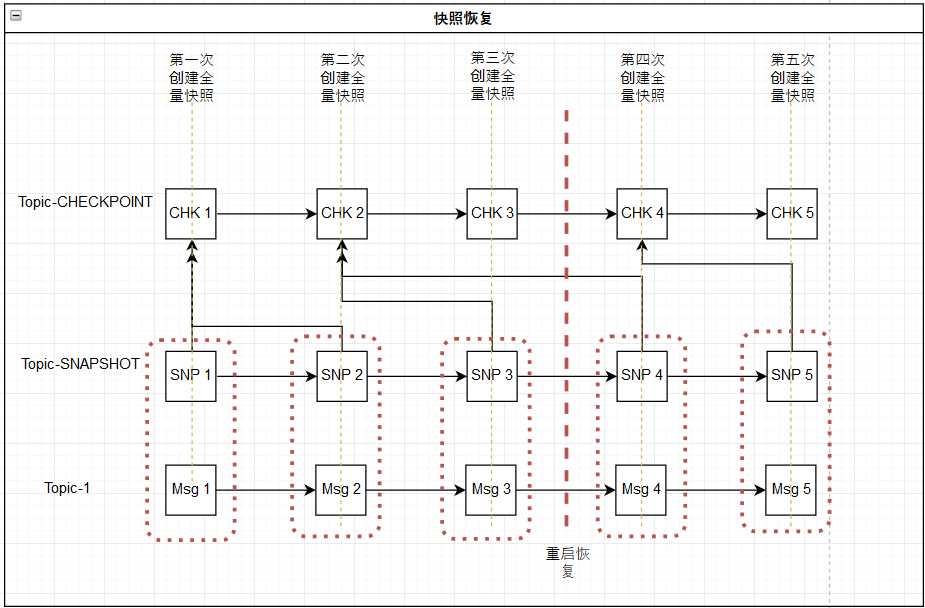 快照恢复
第一次
创建全
量快照
第二次
创建全
量快照
第三次
创建全
量快照
第四次
创建全
量快照
第五次
创建全
量快照
Topic-CHECKPOINT
CHK 1
CHK 2
CHK 3
CHK 4
CHK 5
Topic-SNAPSHOT
SNP 1
SNP 2
SNP 3
SNP 4
SNP 5
Topic-1
Msg 1
Msg 2
Msg 3
Msg 4
Msg 5
重启恢
复